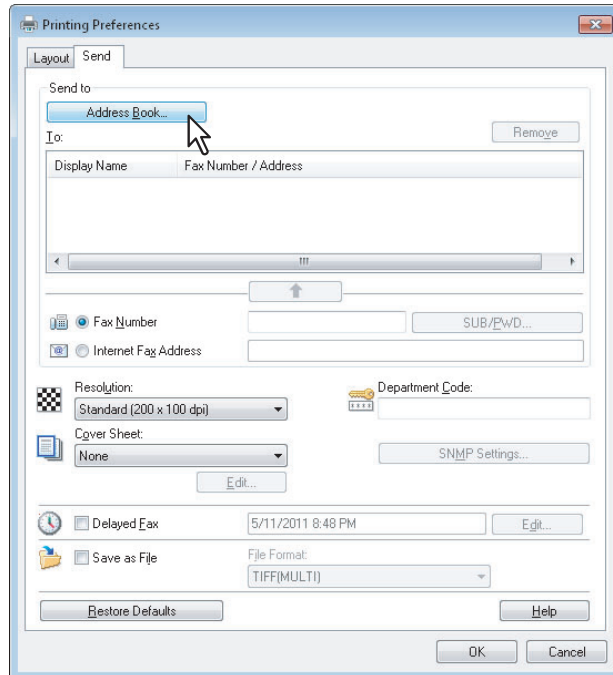 Printing Preferences
Layout Send
Send to
Address Book...
To:
Remove
Display Name Fax Number / Address
Fax Number
SUB/PWD...
Internet Fax Address
Resolution:
Department Code:
Standard (200 x 100 dpi)
Cover Sheet:
None
SNMP Settings...
Edit...
Delayed Fax
5/11/2011 8:48 PM
Edit...
Save as File
File Format:
TIFF(MULTI)
Restore Defaults
Help
OK
Cancel